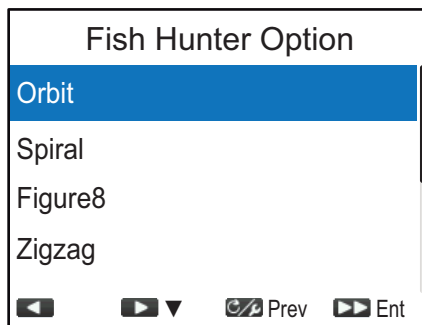 Fish Hunter Option
Orbit
Spiral
Figure8
Zigzag
Prev Ent